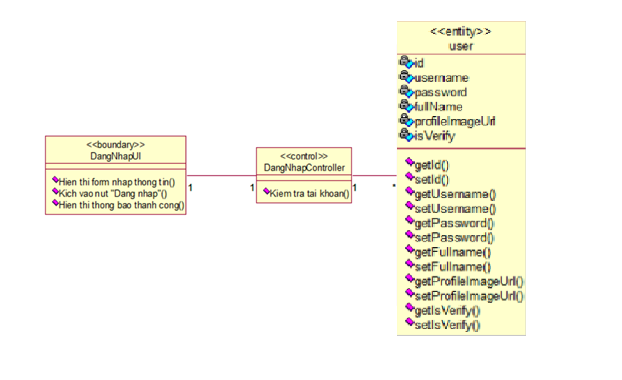 <<boundary>>
DangNhapUI
Hien thi form nhap thong tin()
Kich vao nut "Dang nhap"()
Hien thi thong bao thanh cong()
1
1
<<control>>
DangNhapController
Kiem tra tai khoan()
1
*
<<entity>>
user
id
username
password
fullName
profileImageUrl
isVerify
getId()
setId()
getUsername()
setUsername()
getPassword()
setPassword()
getFullname()
setFullname()
getProfileImageUrl()
setProfileImageUrl()
getIsVerify()
setIsVerify()